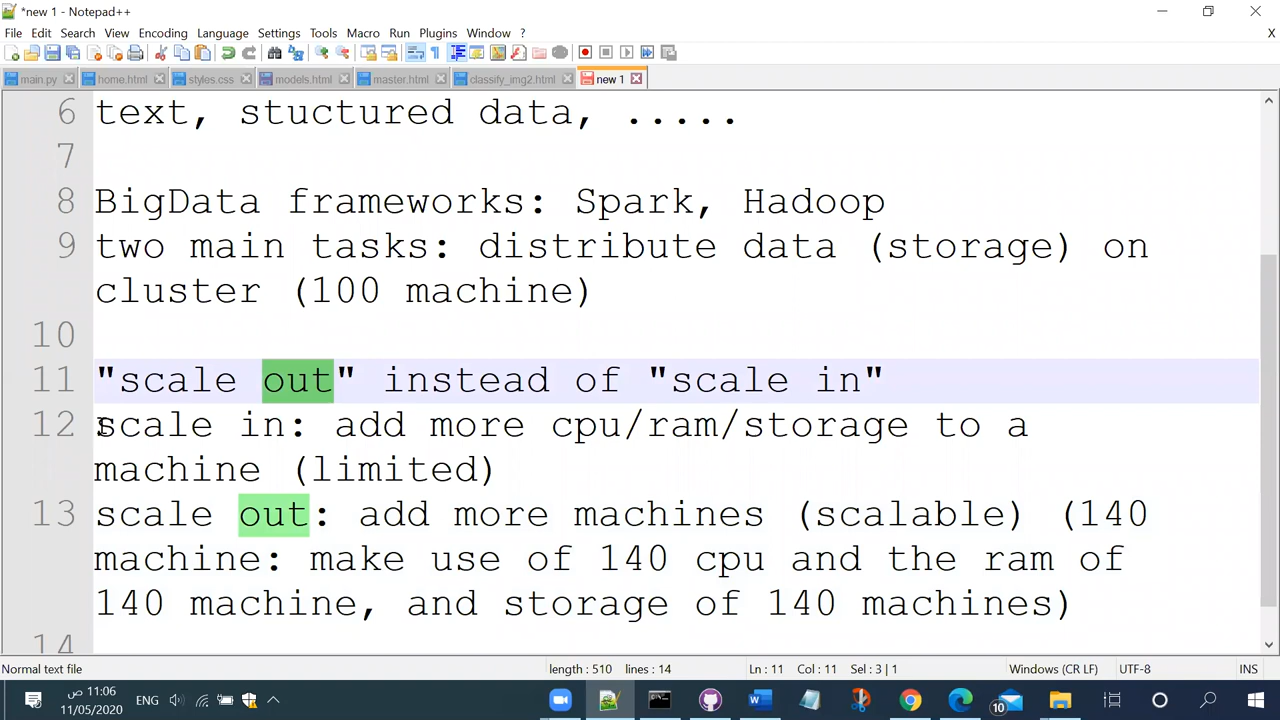 *new 1 - Notepad++
File Edit Search View Encoding Language Settings Tools Macro Run Plugins Window ? X
main.py home.html styles.css models.html master.html classify_img2.html new 1
6 text, stuctured data, .....
7
8 BigData frameworks: Spark, Hadoop
9 two main tasks: distribute data (storage) on
cluster (100 machine)
10
11 "scale out" instead of "scale in"
12 scale in: add more cpu/ram/storage to a
machine (limited)
13 scale out: add more machines (scalable) (140
machine: make use of 140 cpu and the ram of
140 machine, and storage of 140 machines)
14
Normal text file length : 510 lines : 14 Ln : 11 Col : 11 Sel : 3 | 1 Windows (CR LF) UTF-8 INS
11:06 ص
11/05/2020
ENG
10